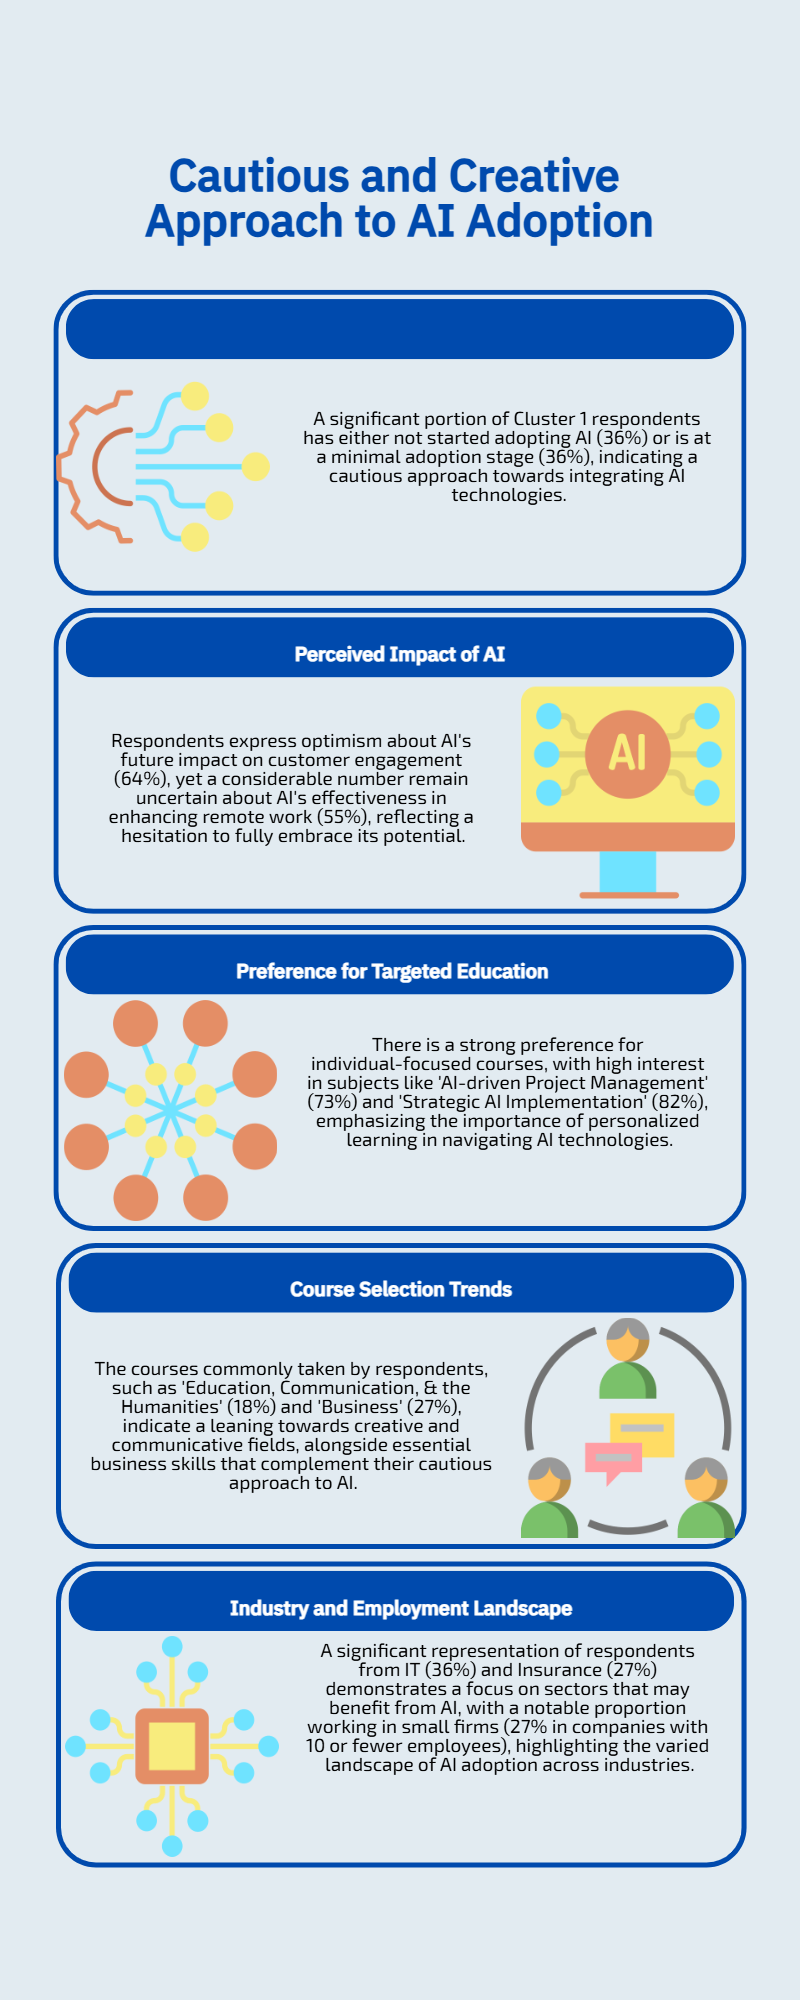 Cautious and Creative
Approach to AI Adoption
A significant portion of Cluster 1 respondents
has either not started adopting AI (36%) or is at
a minimal adoption stage (36%), indicating a
cautious approach towards integrating AI
technologies.
Perceived Impact of AI
Respondents express optimism about AI's
future impact on customer engagement
(64%), yet a considerable number remain
uncertain about AI's effectiveness in
enhancing remote work (55%), reflecting a
hesitation to fully embrace its potential.
AI
Preference for Targeted Education
There is a strong preference for
individual-focused courses, with high interest
in subjects like 'AI-driven Project Management'
(73%) and 'Strategic AI Implementation' (82%),
emphasizing the importance of personalized
learning in navigating AI technologies.
Course Selection Trends
The courses commonly taken by respondents,
such as 'Education, Communication, & the
Humanities' (18%) and 'Business' (27%),
indicate a leaning towards creative and
communicative fields, alongside essential
business skills that complement their cautious
approach to AI.
Industry and Employment Landscape
A significant representation of respondents
from IT (36%) and Insurance (27%)
demonstrates a focus on sectors that may
benefit from AI, with a notable proportion
working in small firms (27% in companies with
10 or fewer employees), highlighting the varied
landscape of AI adoption across industries.